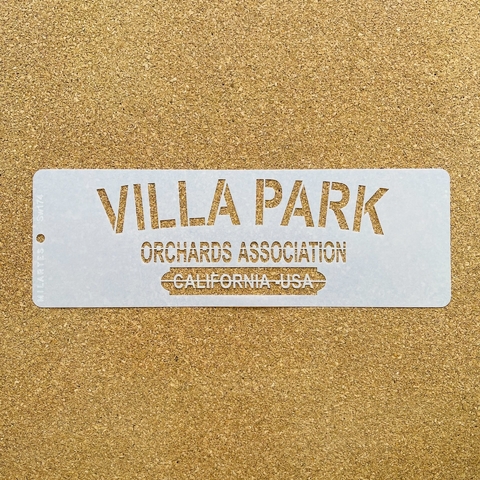 VILLA PARK
ORCHARDS ASSOCIATION
CALIFORNIA - USA